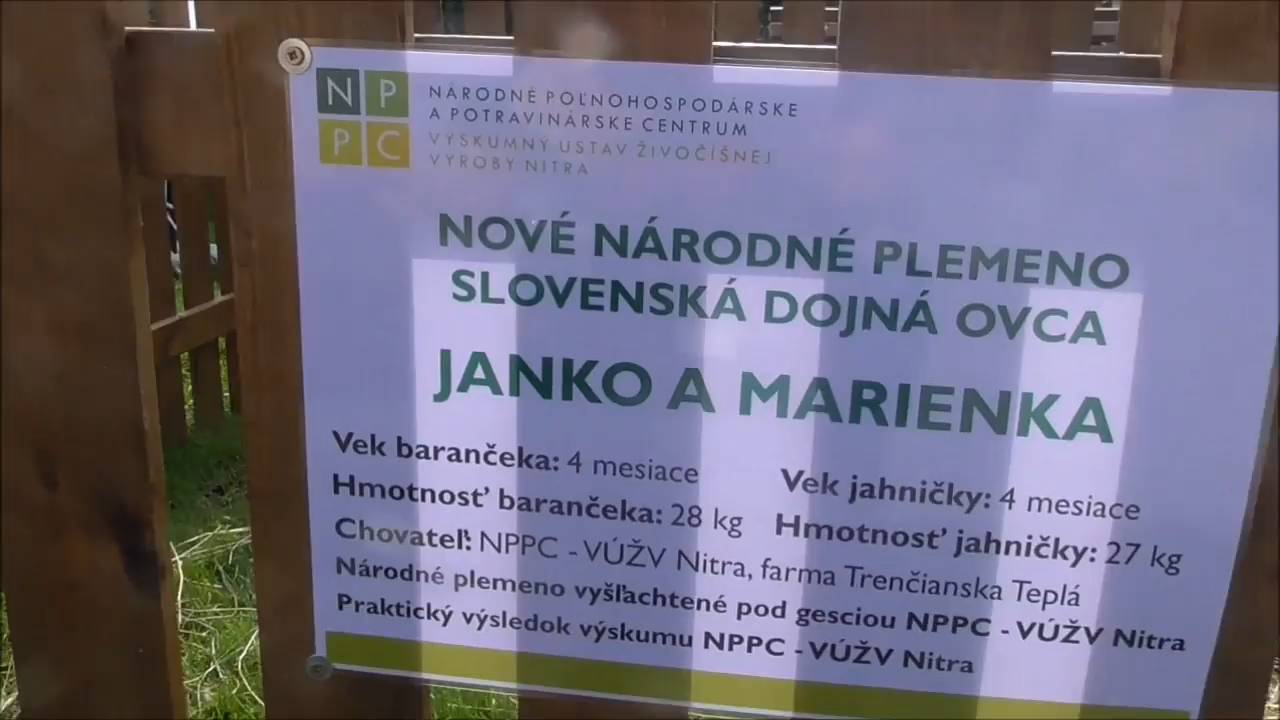 NP
PC
NÁRODNÉ POĽNOHOSPODÁRSKE
A POTRAVINÁRSKE CENTRUM
VÝSKUMNÝ ÚSTAV ŽIVOČÍŠNEJ
VÝROBY NITRA
NOVÉ NÁRODNÉ PLEMENO
SLOVENSKÁ DOJNÁ OVCA
JANKO A MARIENKA
Vek barančeka: 4 mesiace
Vek jahničky: 4 mesiace
Hmotnosť barančeka: 28 kg
Hmotnosť jahničky: 27 kg
Chovateľ: NPPC - VÚŽV Nitra, farma Trenčianska Teplá
Národné plemeno vyšľachtené pod gesciou NPPC - VÚŽV Nitra
Praktický výsledok výskumu NPPC - VÚŽV Nitra